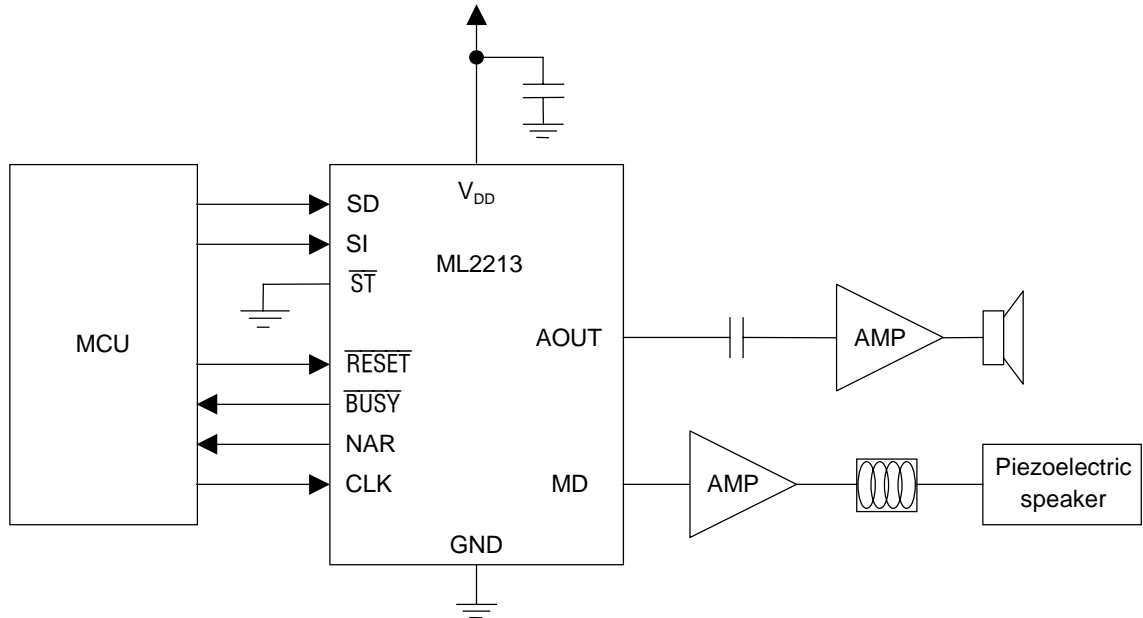 V_DD
SD
SI
ML2213
ST
MCU
AOUT
AMP
RESET
BUSY
NAR
CLK
MD
AMP
Piezoelectric
speaker
GND